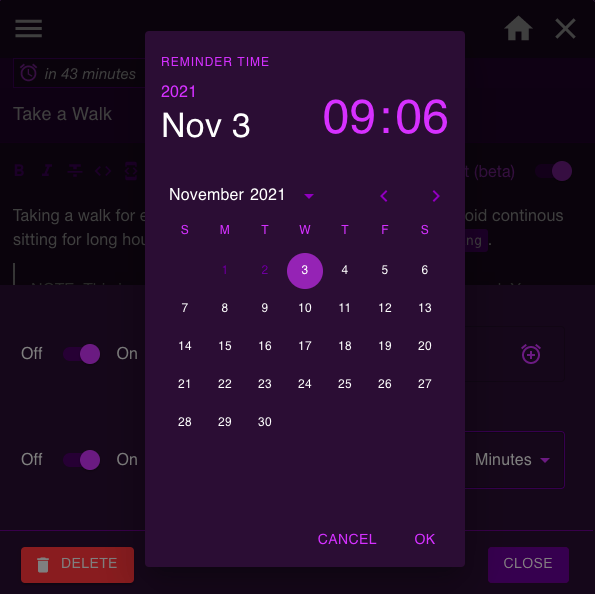 REMINDER TIME
2021
Nov 3
09:06
in 43 minutes
Take a Walk
(beta)
Taking a walk for
continous
sitting for long
November 2021
S M T W T F S
1 2 3 4 5 6
7 8 9 10 11 12 13
14 15 16 17 18 19 20
21 22 23 24 25 26 27
28 29 30
Off On
Off On
Minutes
CANCEL OK
DELETE
CLOSE